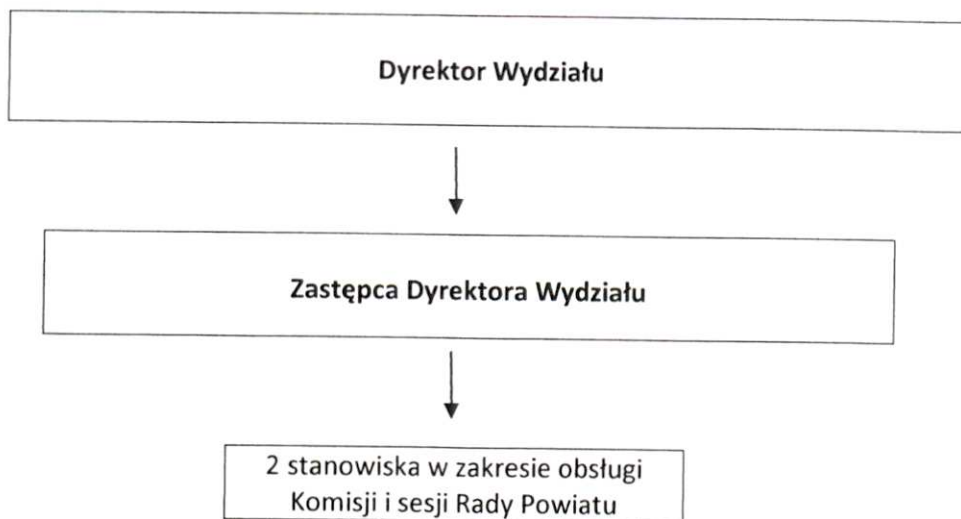 Dyrektor Wydziału
Zastępca Dyrektora Wydziału
2 stanowiska w zakresie obsługi
Komisji i sesji Rady Powiatu